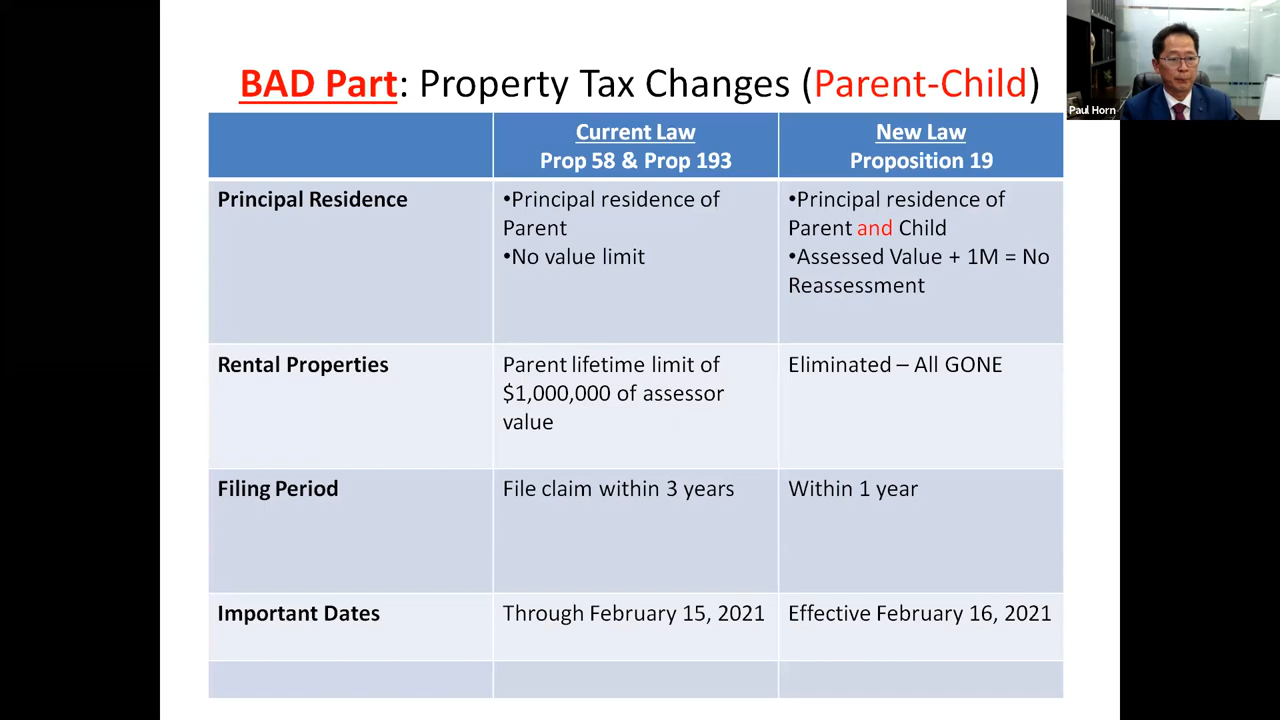 BAD Part: Property Tax Changes (Parent-Child)
Paul Horn
Current Law
Prop 58 & Prop 193
New Law
Proposition 19
Principal Residence
•Principal residence of
Parent
•No value limit
•Principal residence of
Parent and Child
•Assessed Value + 1M = No
Reassessment
Rental Properties
Parent lifetime limit of
$1,000,000 of assessor
value
Eliminated – All GONE
Filing Period
File claim within 3 years
Within 1 year
Important Dates
Through February 15, 2021
Effective February 16, 2021